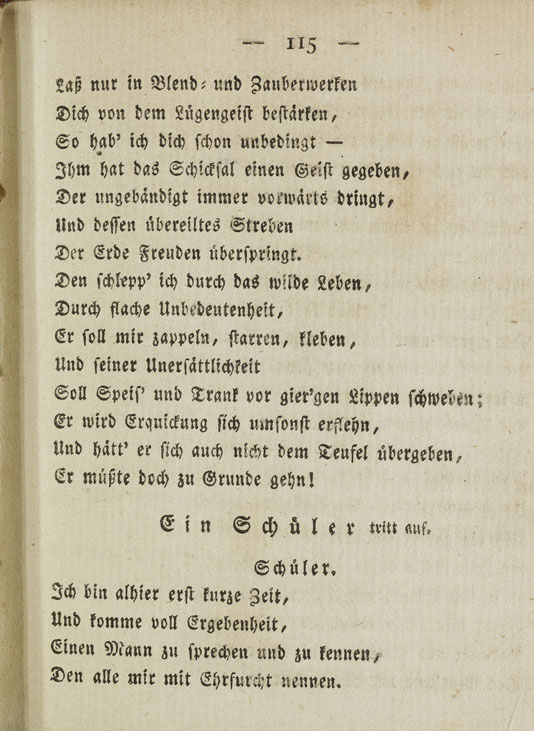 — 115 —
Laß nur in Blend- und Zauberwerken
Dich von dem Lügengeist bestärken,
So hab' ich dich schon unbedingt —
Ihm hat das Schicksal einen Geist gegeben,
Der ungebändigt immer vorwärts dringt,
Und dessen übereiltes Streben
Der Erde Freuden überspringt.
Den schlepp' ich durch das wilde Leben,
Durch flache Unbedeutenheit,
Er soll mir zappeln, starren, kleben,
Und seiner Unersättlichkeit
Soll Speis' und Trank vor gier'gen Lippen schweben;
Er wird Erquickung sich umsonst erflehn,
Und hätt' er sich auch nicht dem Teufel übergeben,
Er müßte doch zu Grunde gehn!
Ein Schüler tritt auf.
Schüler.
Ich bin alhier erst kurze Zeit,
Und komme voll Ergebenheit,
Einen Mann zu sprechen und zu kennen,
Den alle mir mit Ehrfurcht nennen.